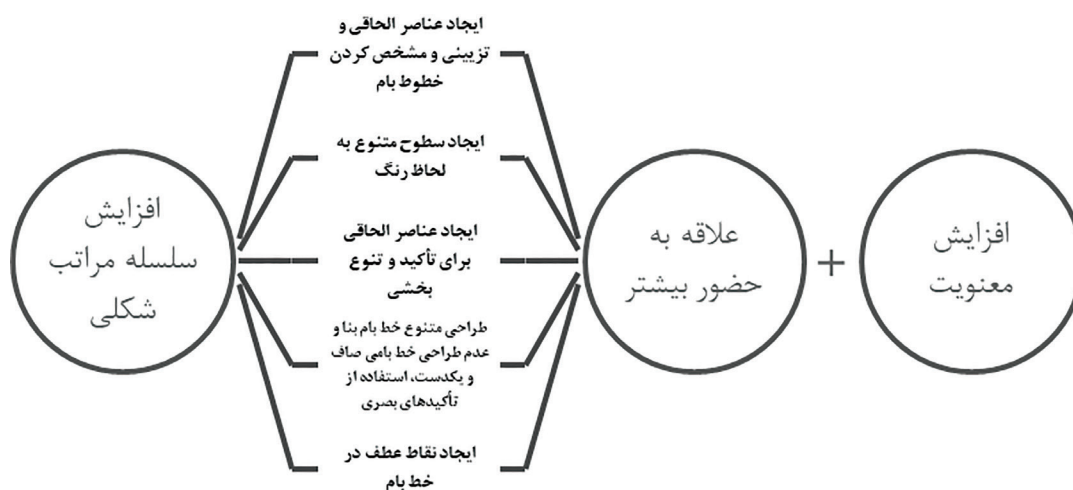 افزایش
معنویت
+
علاقه به
حضور بیشتر
ایجاد عناصر الحاقی و
تزیینی و مشخص کردن
خطوط بام
ایجاد سطوح متنوع به
لحاظ رنگ
ایجاد عناصر الحاقی
برای تأکید و تنوع
بخشی
طراحی متنوع خط بام بنا و
عدم طراحی خط بامی صاف
و یکدست، استفاده از
تأکیدهای بصری
ایجاد نقاط عطف در
خط بام
افزایش
سلسله مراتب
شکلی